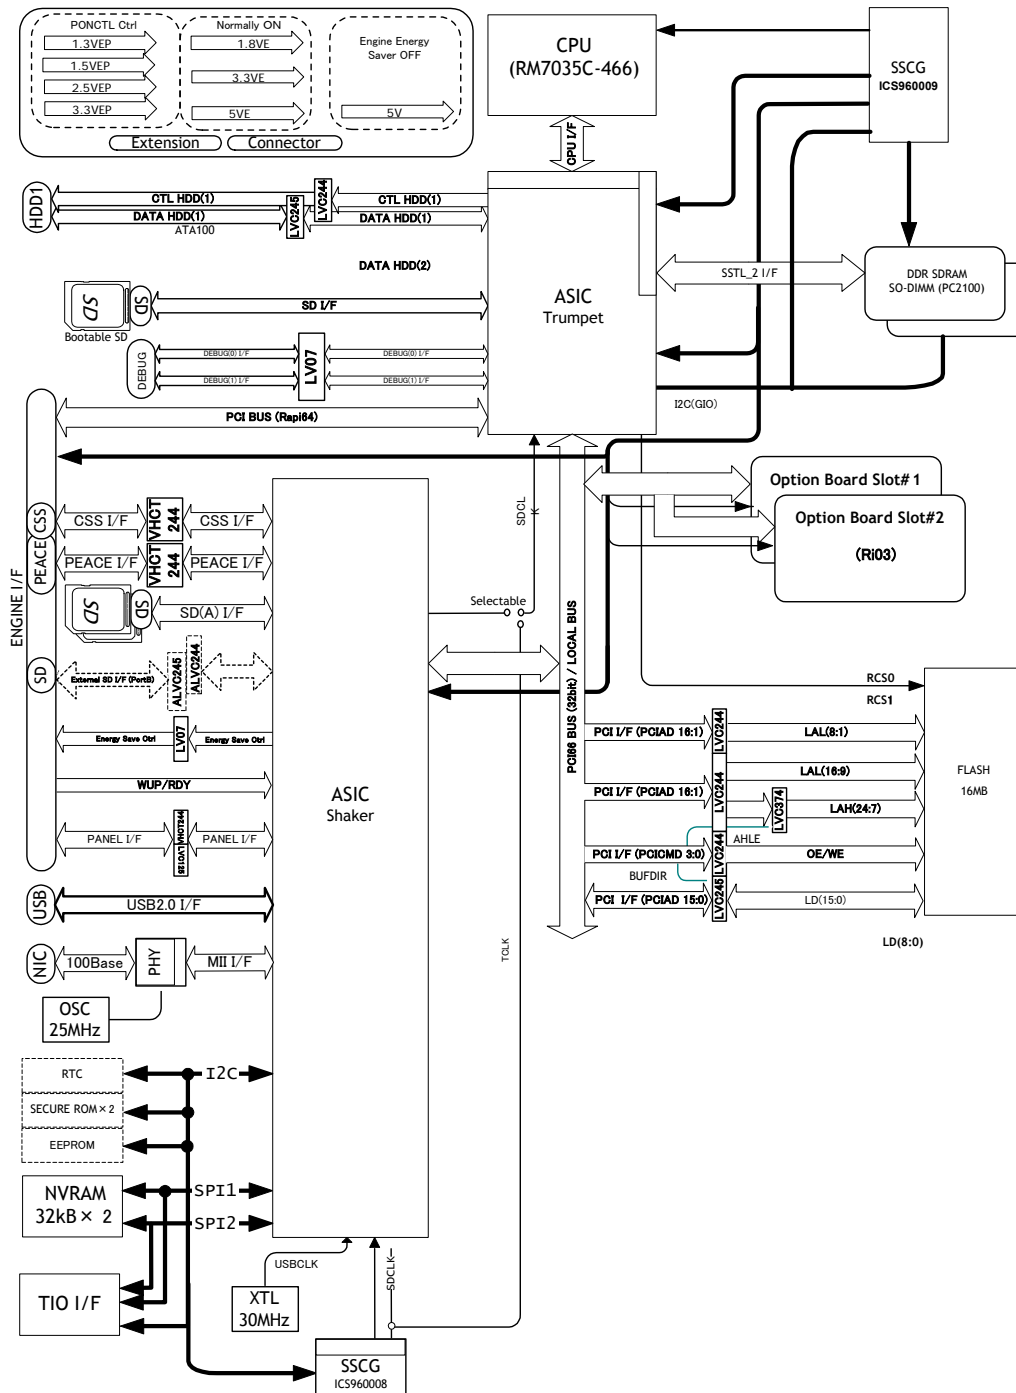 PONCTL Ctrl
1.3VEP
1.5VEP
2.5VEP
3.3VEP
Normally ON
1.8VE
3.3VE
5VE
Engine Energy
Saver OFF
5V
Extension
Connector
CPU
(RM7035C-466)
SSCG
ICS960009
CPU I/F
HDD1
CTL HDD(1)
DATA HDD(1)
ATA100
LVC245
LVC244
CTL HDD(1)
DATA HDD(1)
DATA HDD(2)
ASIC
Trumpet
SSTL_2 I/F
DDR SDRAM
SO-DIMM (PC2100)
SD
SD
Bootable SD
SD I/F
DEBUG
DEBUG(0) I/F
DEBUG(1) I/F
LV07
DEBUG(0) I/F
DEBUG(1) I/F
I2C(GIO)
PCI BUS (Rapi64)
ENGINE I/F
CSS
CSS I/F
VHCT
244
CSS I/F
PEACE
PEACE I/F
VHCT
244
PEACE I/F
SD
SD
SD(A) I/F
SD
External SD I/F (PortB)
ALVC245
ALVC244
Energy Save Ctrl
LV07
Energy Save Ctrl
WUP/RDY
PANEL I/F
VHCT244
/LVC125
PANEL I/F
USB
USB2.0 I/F
NIC
100Base
PHY
MII I/F
OSC
25MHz
ASIC
Shaker
SDCL
K
Selectable
TCLK
PCI66 BUS (32bit) / LOCAL BUS
Option Board Slot#1
Option Board Slot#2
(Ri03)
RCS0
RCS1
PCI I/F (PCIAD 16:1)
LVC244
LAL(8:1)
PCI I/F (PCIAD 16:1)
LVC244
LAL(16:9)
LVC374
LAH(24:7)
AHLE
PCI I/F (PCICMD 3:0)
LVC244
OE/WE
BUFDIR
PCI I/F (PCIAD 15:0)
LVC245
LD(15:0)
LD(8:0)
FLASH
16MB
RTC
I2C
SECURE ROM×2
EEPROM
NVRAM
32kB× 2
SPI1
SPI2
TIO I/F
USBCLK
XTL
30MHz
SDCLK-I
SSCG
ICS960008